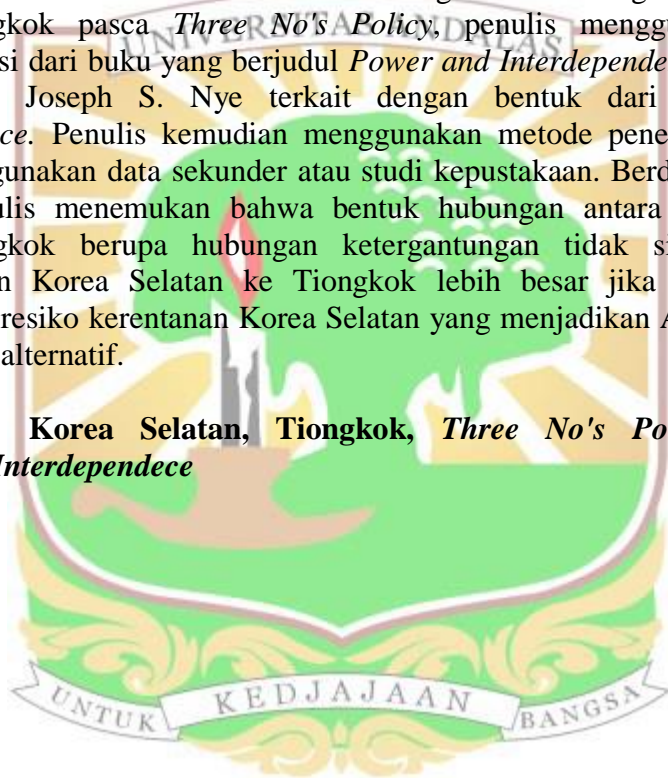 gkok pasca Three No's Policy, penulis mengg
UNIVERSITAS ANDALAS
si dari buku yang berjudul Power and Interdepende
Joseph S. Nye terkait dengan bentuk dari
ce. Penulis kemudian menggunakan metode pene
gunakan data sekunder atau studi kepustakaan. Berd
ulis menemukan bahwa bentuk hubungan antara
gkok berupa hubungan ketergantungan tidak s
n Korea Selatan ke Tiongkok lebih besar jika
resiko kerentanan Korea Selatan yang menjadikan A
alternatif.
Korea Selatan, Tiongkok, Three No's Po
Interdependece
UNTUK KEDJAJAAN BANGSA